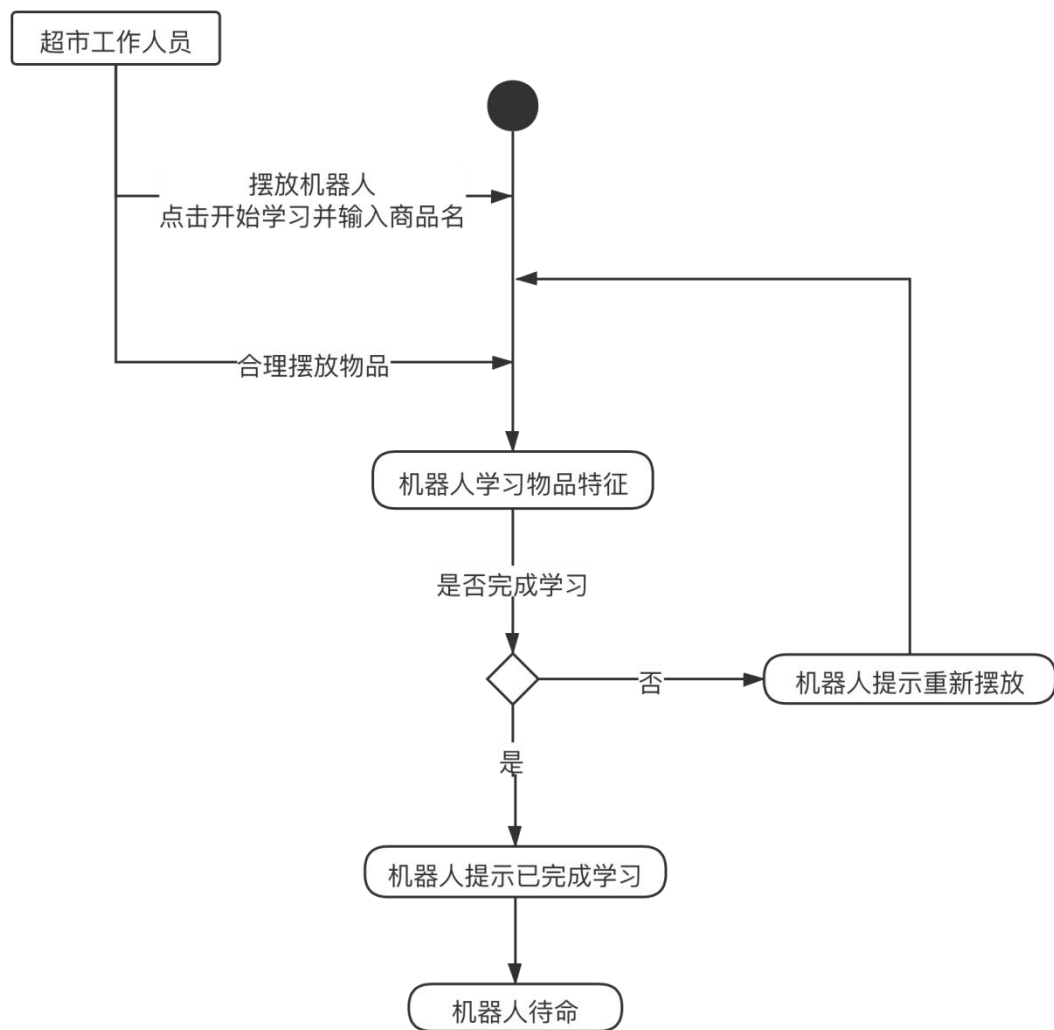 超市工作人员
摆放机器人
点击开始学习并输入商品名
合理摆放物品
机器人学习物品特征
是否完成学习
否
机器人提示重新摆放
是
机器人提示已完成学习
机器人待命